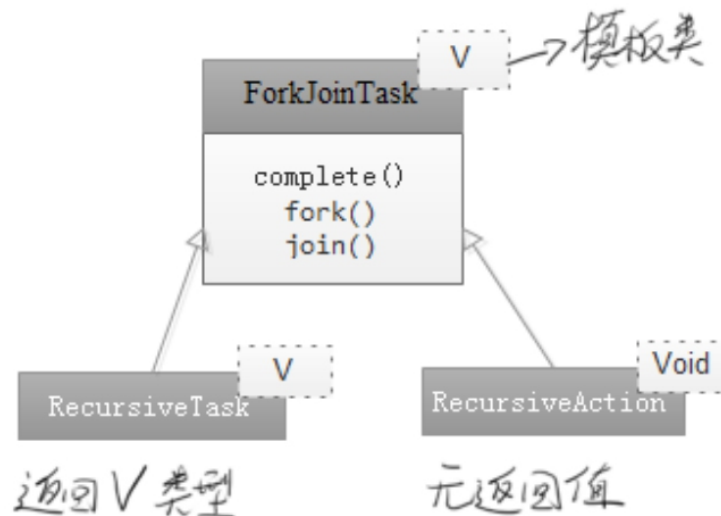 V →模板类
ForkJoinTask
complete()
fork()
join()
V
Void
RecursiveTask
RecursiveAction
返回V类型
无返回值